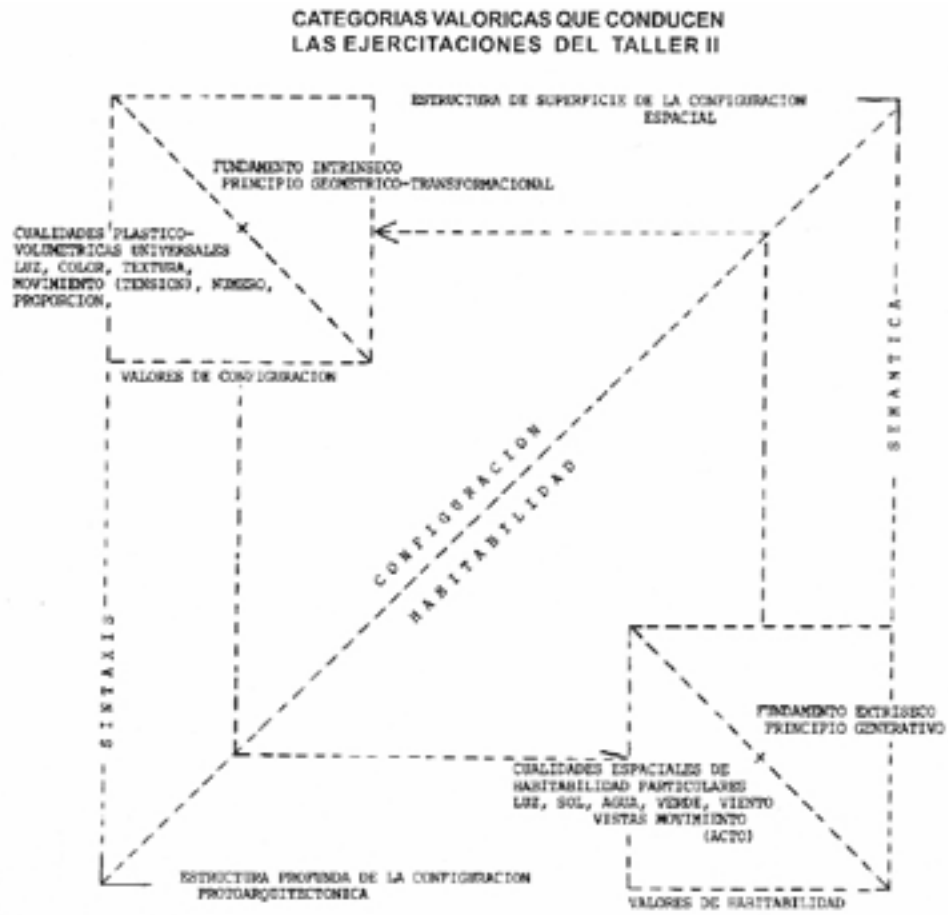 CATEGORIAS VALORICAS QUE CONDUCEN
LAS EJERCITACIONES DEL TALLER II
ESTRUCTURA DE SUPERFICIE DE LA CONFIGURACION
ESPACIAL
FUNDAMENTO INTRINSECO
PRINCIPIO GEOMETRICO-TRANSFORMACIONAL
CUALIDADES PLASTICO-
VOLUMETRICAS UNIVERSALES
LUZ, COLOR, TEXTURA,
MOVIMIENTO (TENSION), NUMERO,
PROPORCION,
VALORES DE CONFIGURACION
SEMANTICA
CONFIGURACION
HABITABILIDAD
SINTAXIS
FUNDAMENTO EXTRISECO
PRINCIPIO GENERATIVO
CUALIDADES ESPACIALES DE
HABITABILIDAD PARTICULARES
LUZ, SOL, AGUA, VERDE, VIENTO
VISTAS MOVIMIENTO
(ACTO)
ESTRUCTURA PROFUNDA DE LA CONFIGURACION
PROTOARQUITECTONICA
VALORES DE HABITABILIDAD